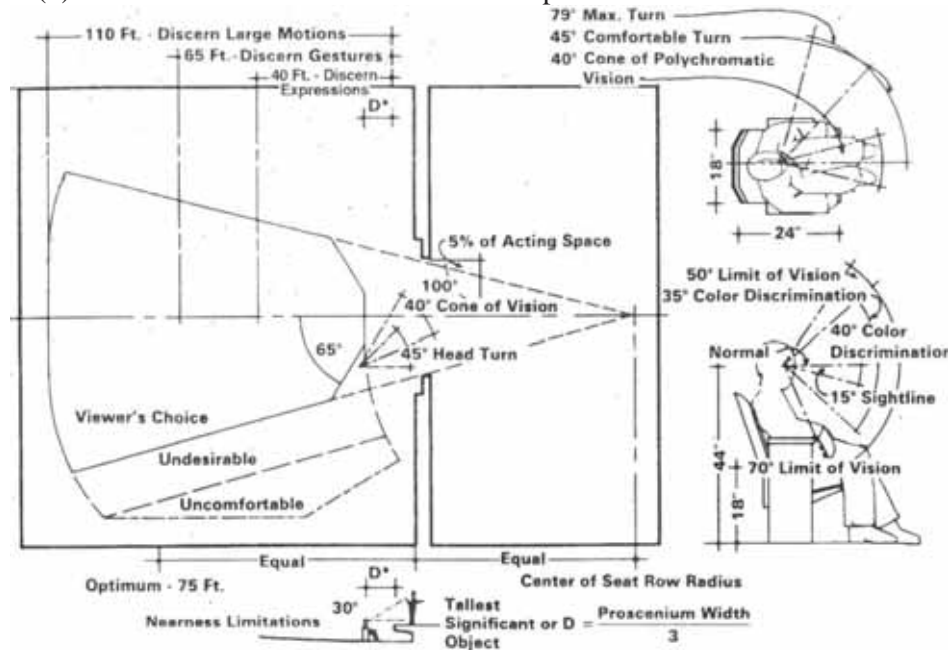 110 Ft. - Discern Large Motions
65 Ft.-Discern Gestures
40 Ft. - Discern
Expressions
D*
79° Max. Turn
45° Comfortable Turn
40° Cone of Polychromatic
Vision
18"
24"
5% of Acting Space
100°
40° Cone of Vision
65°
45° Head Turn
Viewer's Choice
Undesirable
Uncomfortable
50° Limit of Vision
35° Color Discrimination
40° Color
Discrimination
Normal
15° Sightline
70° Limit of Vision
44"
18"
Equal
Equal
Optimum - 75 Ft.
Center of Seat Row Radius
D*
30°
Nearness Limitations
Tallest
Significant or D = Proscenium Width
Object
3